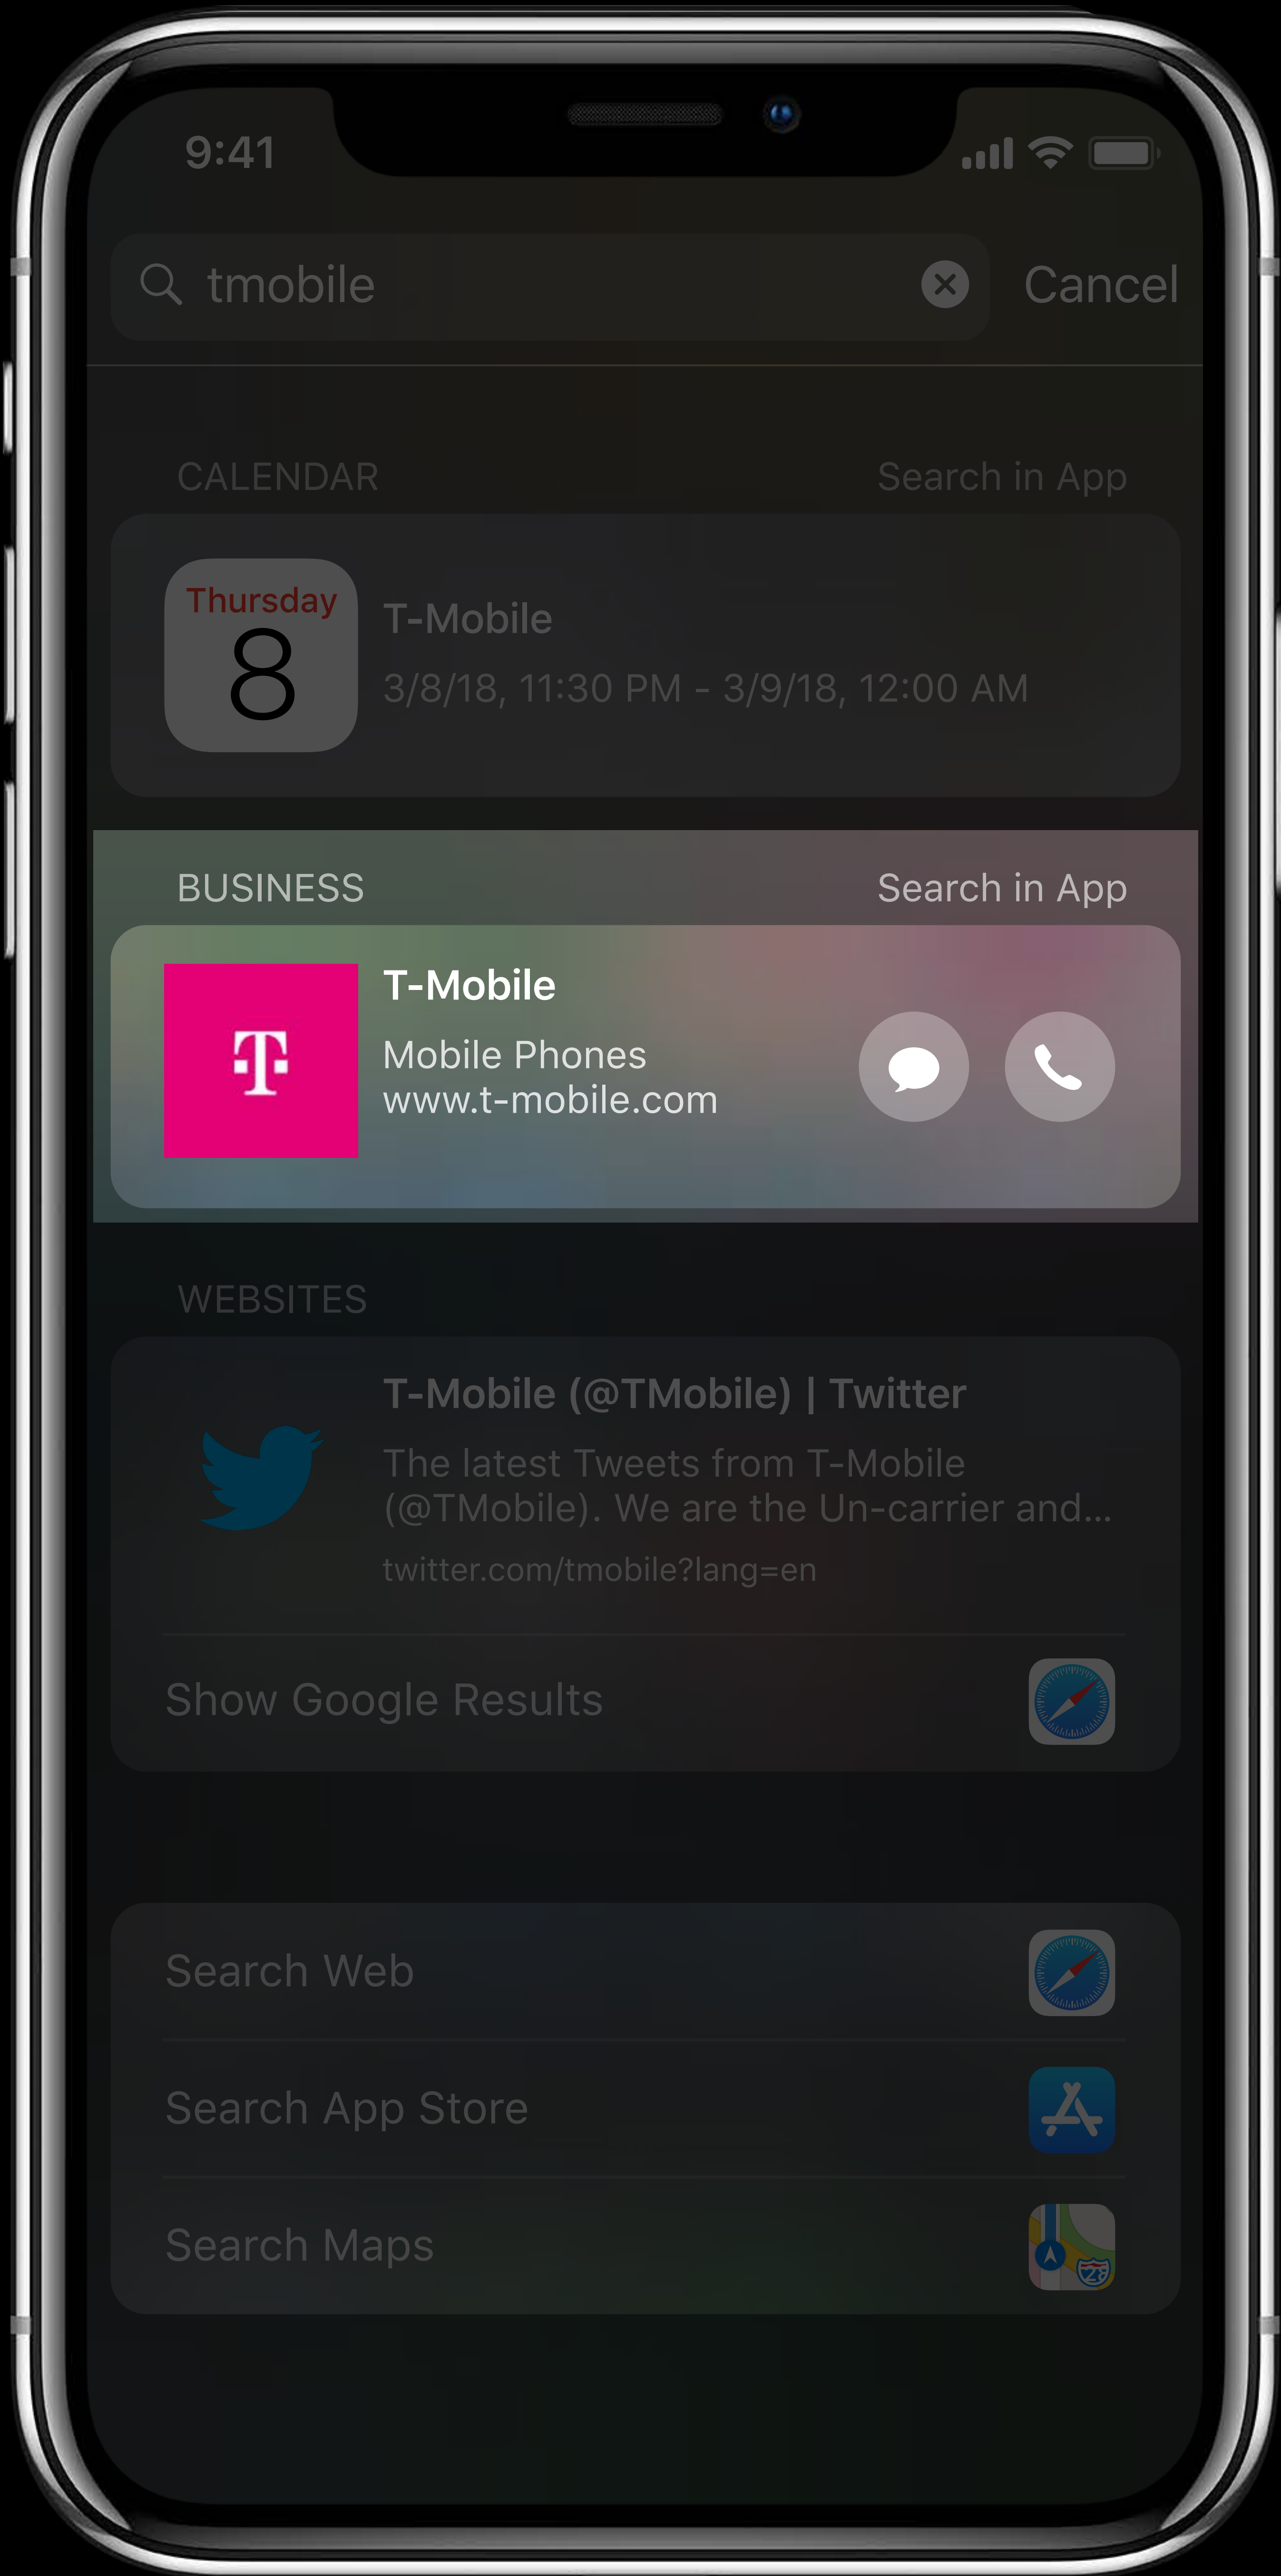 9:41
tmobile
Cancel
CALENDAR
Search in App
Thursday
8
T-Mobile
3/8/18, 11:30 PM - 3/9/18, 12:00 AM
BUSINESS
Search in App
T
T-Mobile
Mobile Phones
www.t-mobile.com
WEBSITES
T-Mobile (@TMobile) | Twitter
The latest Tweets from T-Mobile
(@TMobile). We are the Un-carrier and...
twitter.com/tmobile?lang=en
Show Google Results
Search Web
Search App Store
Search Maps
280